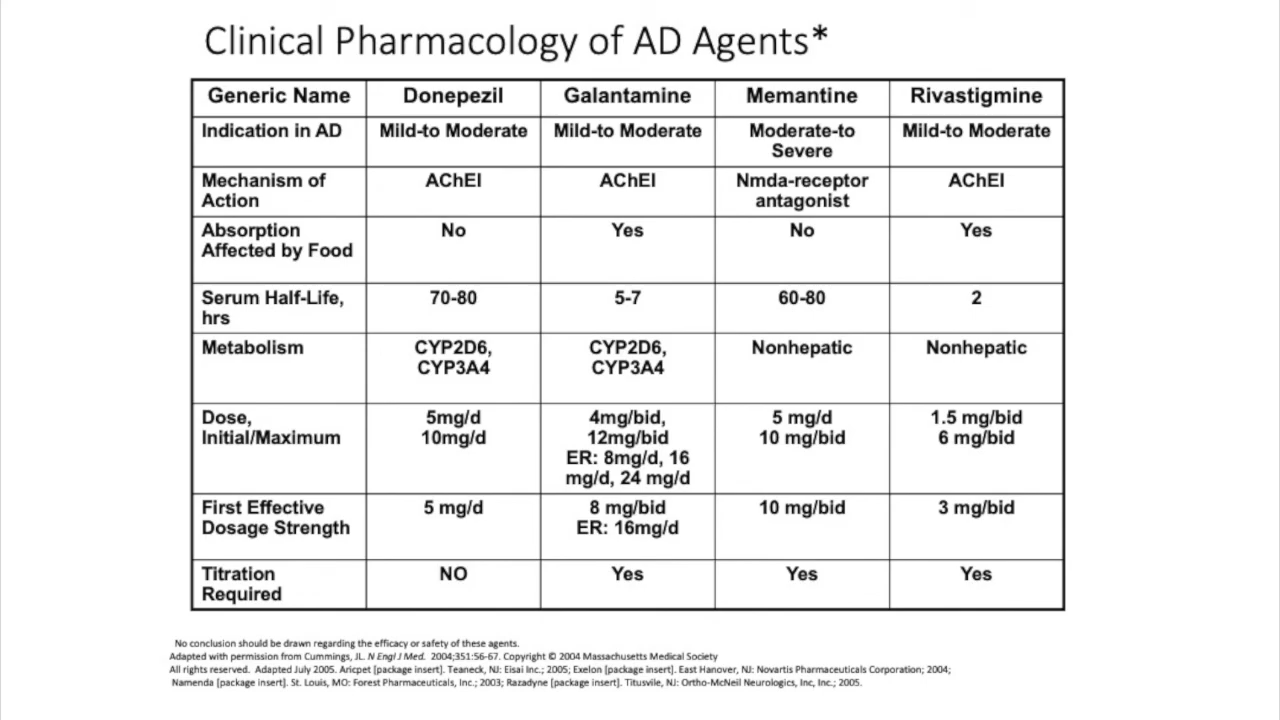 Clinical Pharmacology of AD Agents*
Generic Name Donepezil Galantamine Memantine Rivastigmine
Indication in AD Mild-to Moderate Mild-to Moderate Moderate-to Severe Mild-to Moderate
Mechanism of Action AChEI AChEI Nmda-receptor antagonist AChEI
Absorption Affected by Food No Yes No Yes
Serum Half-Life, hrs 70-80 5-7 60-80 2
Metabolism CYP2D6, CYP3A4 CYP2D6, CYP3A4 Nonhepatic Nonhepatic
Dose, Initial/Maximum 5mg/d 10mg/d 4mg/bid, 12mg/bid ER: 8mg/d, 16 mg/d, 24 mg/d 5 mg/d 10 mg/bid 1.5 mg/bid 6 mg/bid
First Effective Dosage Strength 5 mg/d 8 mg/bid ER: 16mg/d 10 mg/bid 3 mg/bid
Titration Required NO Yes Yes Yes
No conclusion should be drawn regarding the efficacy or safety of these agents.
Adapted with permission from Cummings, JL. N Engl J Med. 2004;351:56-67. Copyright © 2004 Massachusetts Medical Society
All rights reserved. Adapted July 2005. Aricpet [package insert]. Teaneck, NJ: Eisai Inc.; 2005; Exelon [package insert]. East Hanover, NJ: Novartis Pharmaceuticals Corporation; 2004;
Namenda [package insert]. St. Louis, MO: Forest Pharmaceuticals, Inc.; 2003; Razadyne [package insert]. Titusvile, NJ: Ortho-McNeil Neurologics, Inc, Inc.; 2005.